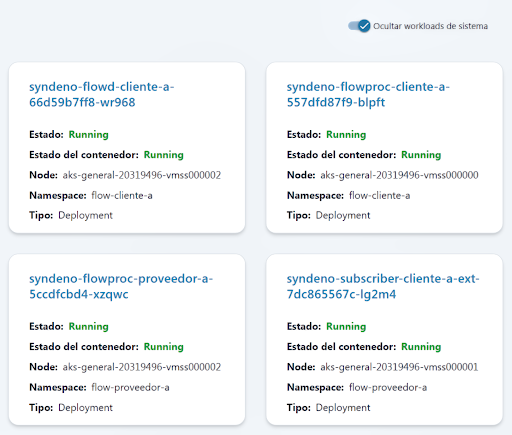 Ocultar workloads de sistema
syndeno-flowd-cliente-a-
66d59b7ff8-wr968
Estado: Running
Estado del contenedor: Running
Node: aks-general-20319496-vmss000002
Namespace: flow-cliente-a
Tipo: Deployment
syndeno-flowproc-cliente-a-
557dfd87f9-blpft
Estado: Running
Estado del contenedor: Running
Node: aks-general-20319496-vmss000000
Namespace: flow-cliente-a
Tipo: Deployment
syndeno-flowproc-proveedor-a-
5ccdfcbd4-xzqwc
Estado: Running
Estado del contenedor: Running
Node: aks-general-20319496-vmss000002
Namespace: flow-proveedor-a
Tipo: Deployment
syndeno-subscriber-cliente-a-ext-
7dc865567c-lg2m4
Estado: Running
Estado del contenedor: Running
Node: aks-general-20319496-vmss000001
Namespace: flow-proveedor-a
Tipo: Deployment